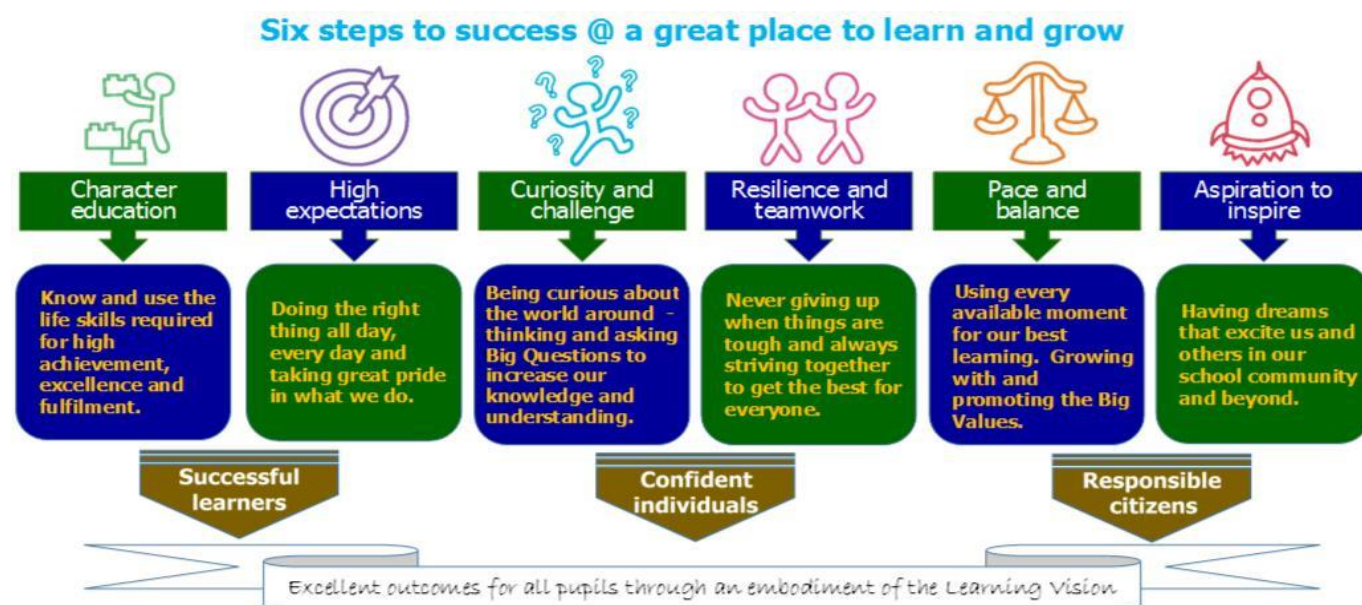 Six steps to success @ a great place to learn and grow
Character
education
High
expectations
Curiosity and
challenge
Resilience and
teamwork
Pace and
balance
Aspiration to
inspire
Know and use the
life skills required
for high
achievement,
excellence and
fulfilment.
Doing the right
thing all day,
every day and
taking great pride
in what we do.
Being curious about
the world around -
thinking and asking
Big Questions to
increase our
knowledge and
understanding.
Never giving up
when things are
tough and always
striving together
to get the best for
everyone.
Using every
available moment
for our best
learning. Growing
with and
promoting the Big
Values.
Having dreams
that excite us and
others in our
school community
and beyond.
Successful
learners
Confident
individuals
Responsible
citizens
Excellent outcomes for all pupils through an embodiment of the Learning Vision